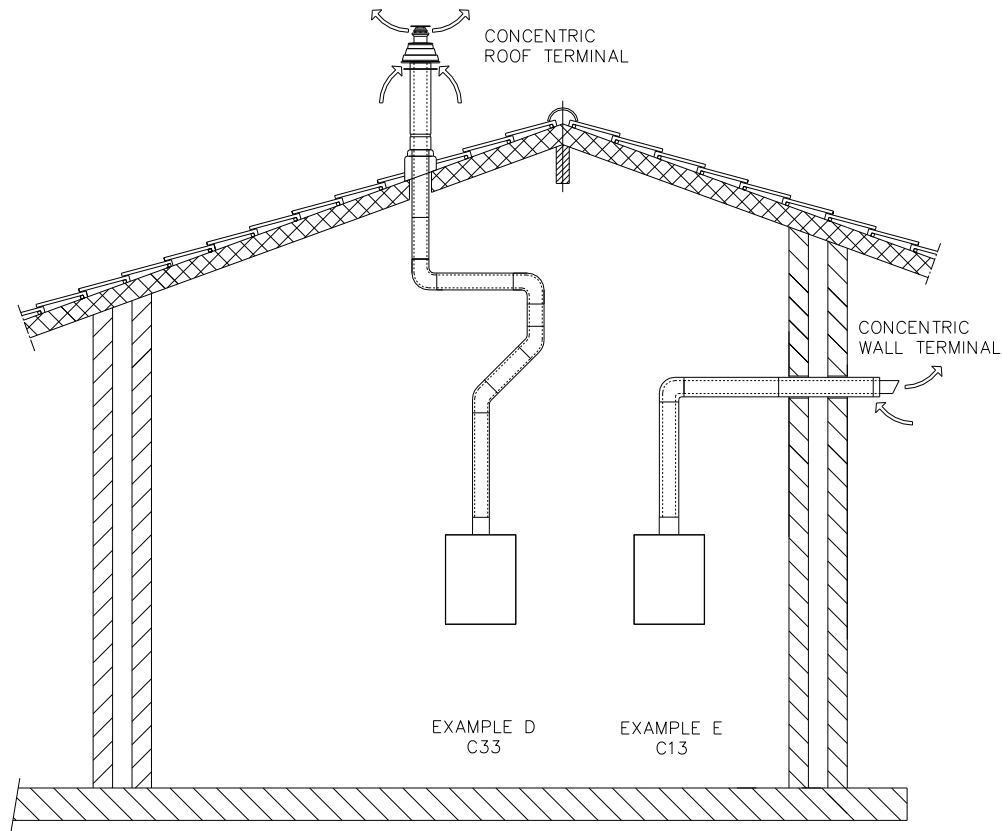 CONCENTRIC
ROOF TERMINAL
CONCENTRIC
WALL TERMINAL
EXAMPLE D
C33
EXAMPLE E
C13